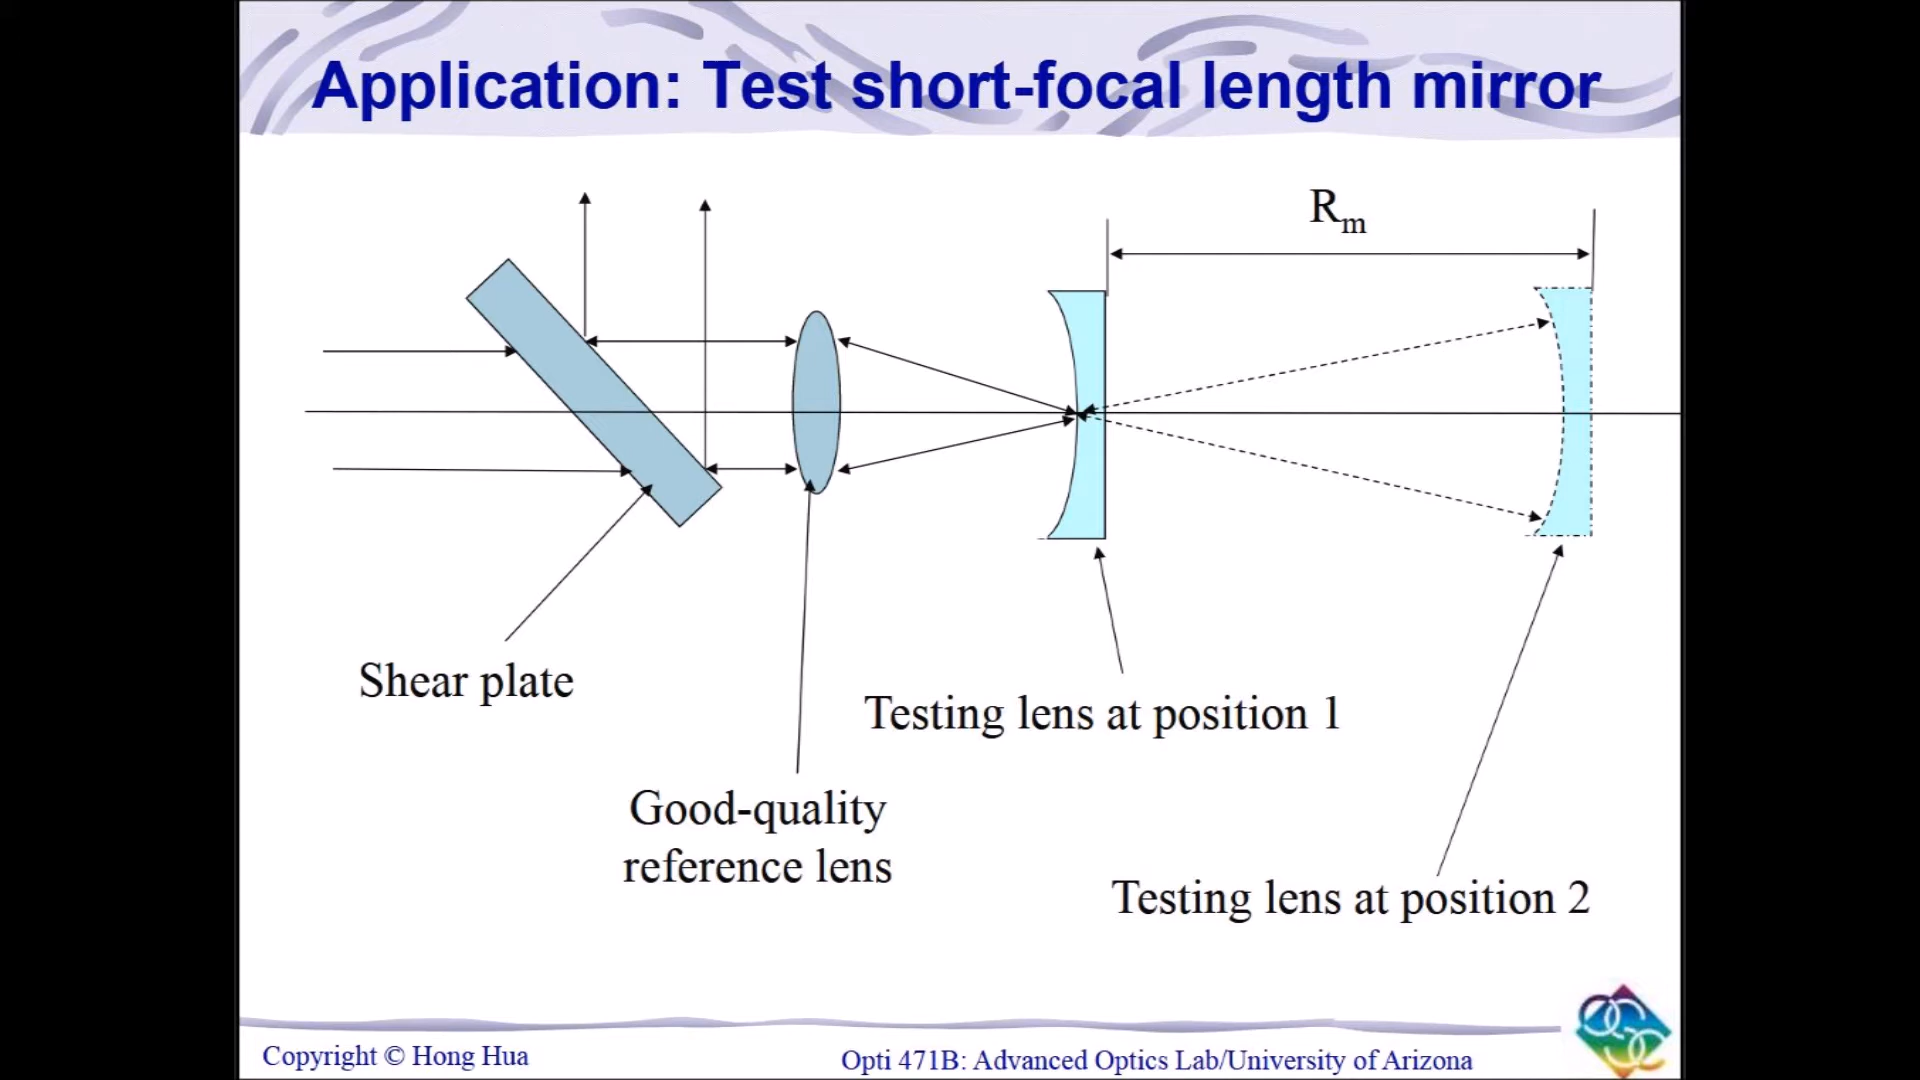 Application: Test short-focal length mirror
Rm
Shear plate
Testing lens at position 1
Good-quality
reference lens
Testing lens at position 2
Copyright © Hong Hua
Opti 471B: Advanced Optics Lab/University of Arizona